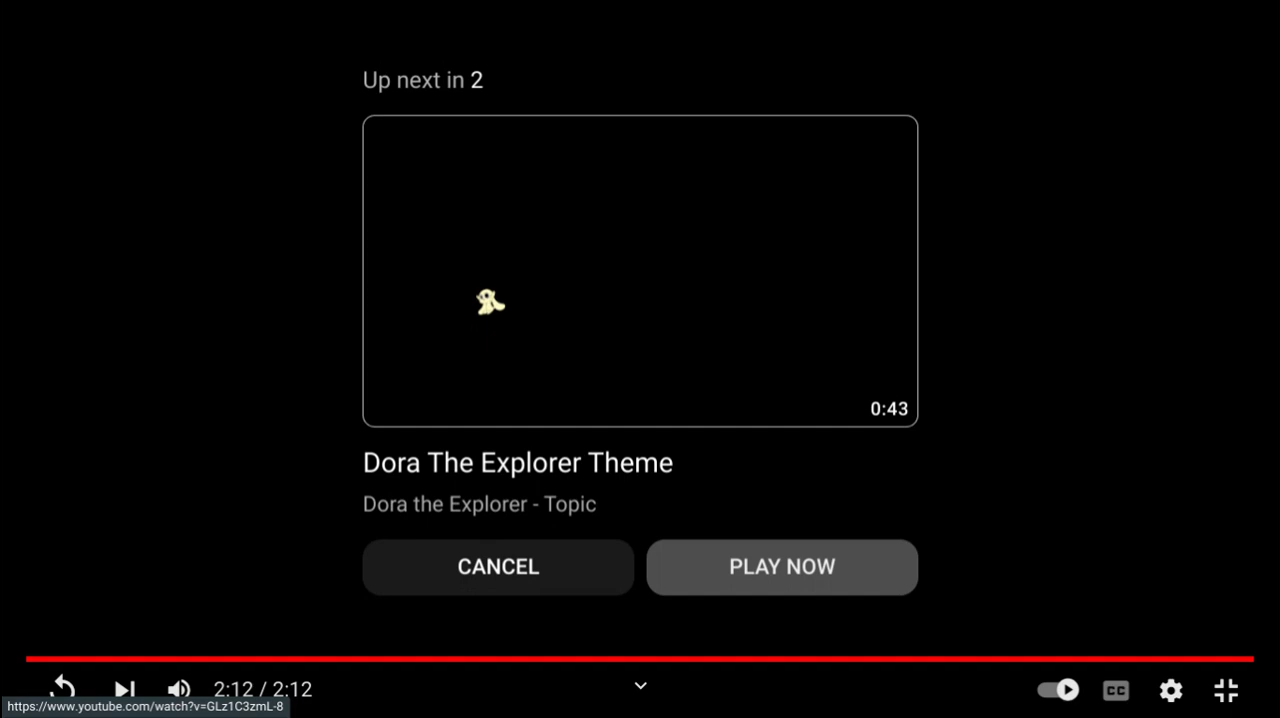 Up next in 2
0:43
Dora The Explorer Theme
Dora the Explorer - Topic
CANCEL
PLAY NOW
2:12 / 2:12
CC
https://www.youtube.com/watch?v=GLz1C3zmL-8